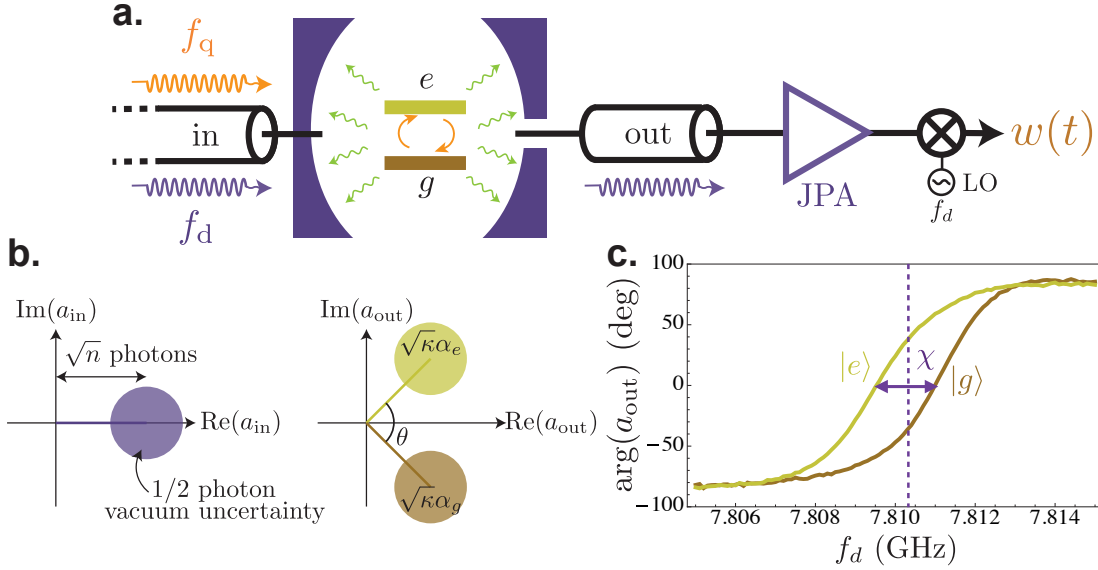 a.
f_q
e
in
out
w(t)
g
JPA
LO
f_d
f_d
b.
c.
Im(a_in)
Im(a_out)
√n photons
√κα_e
Re(a_in)
θ
Re(a_out)
√κα_g
1/2 photon
vacuum uncertainty
arg(a_out) (deg)
100
50
0
−50
−100
|e⟩
χ
|g⟩
7.806 7.808 7.810 7.812 7.814
f_d (GHz)